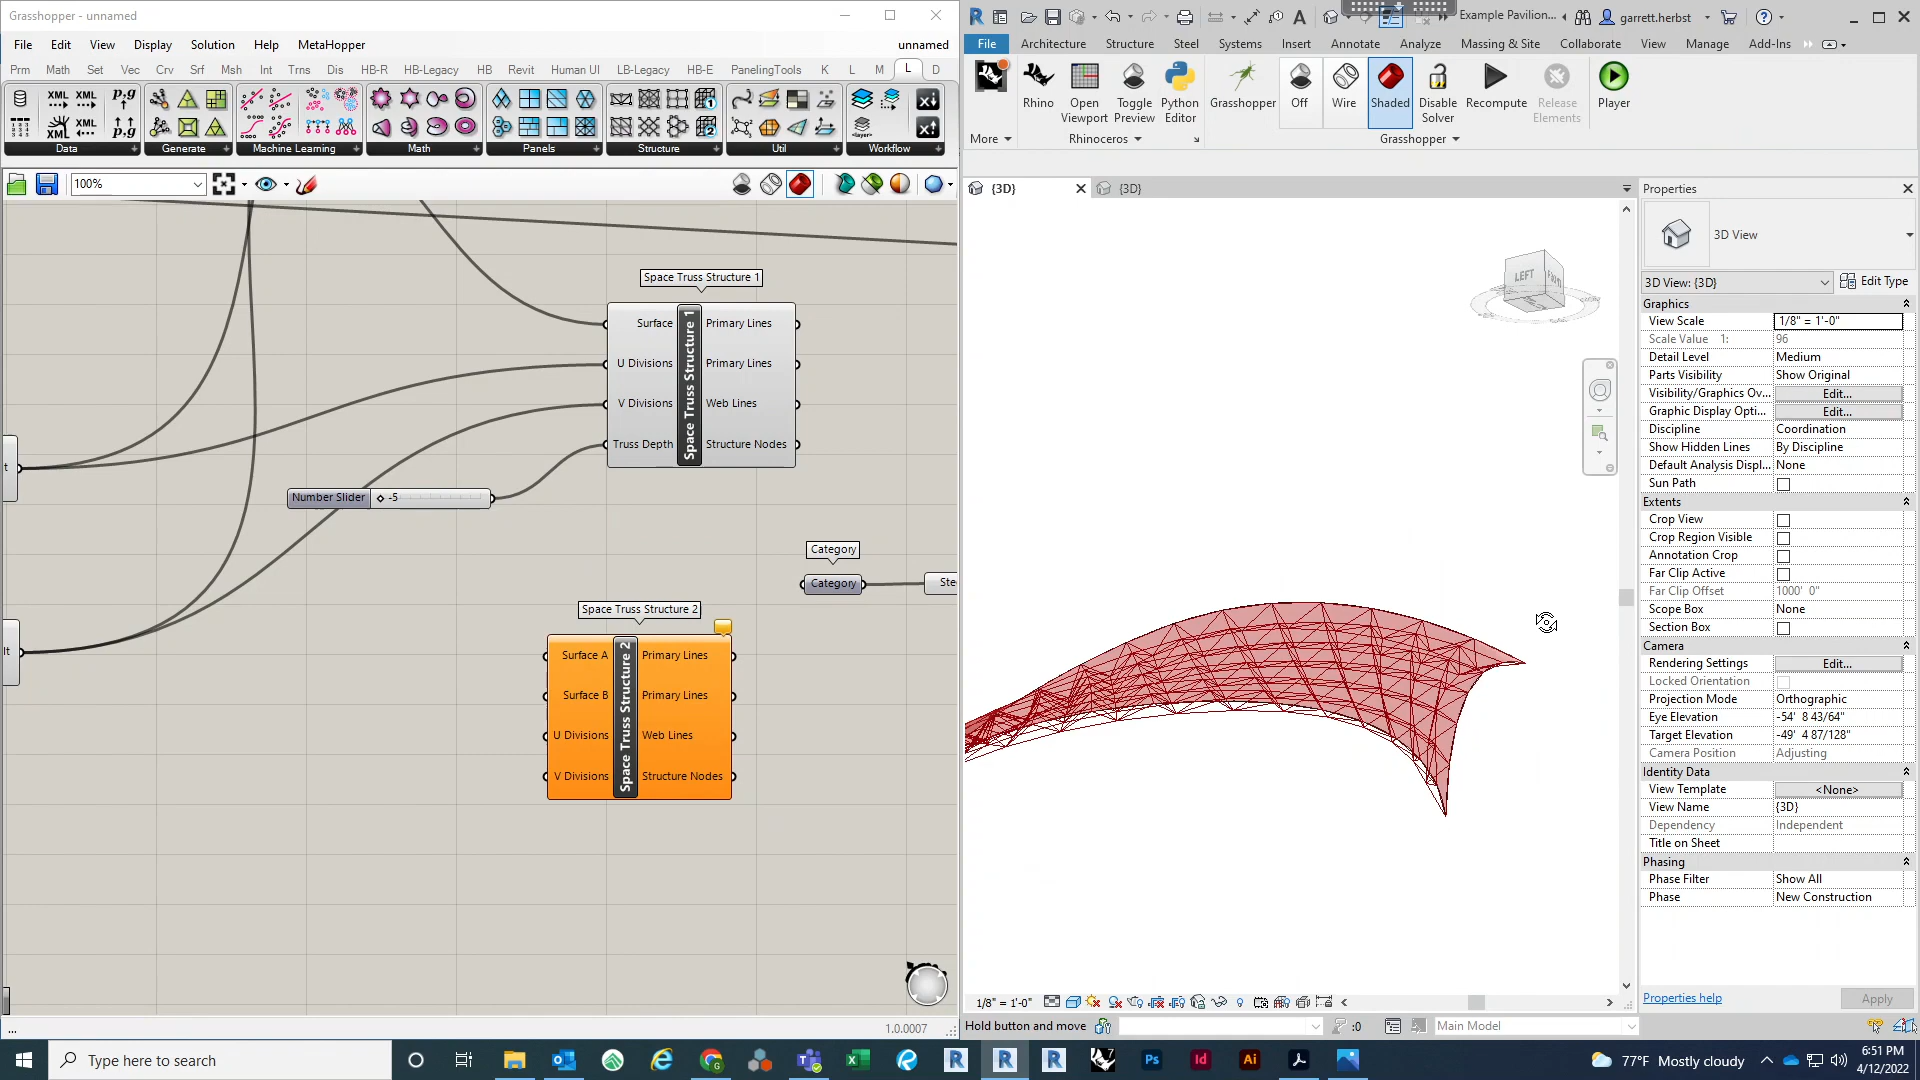 Grasshopper - unnamed
File Edit View Display Solution Help MetaHopper unnamed
Prm Math Set Vec Crv Srf Msh Int Trns Dis HB-R HB-Legacy HB Revit Human UI LB-Legacy HB-E PanelingTools K L M L D
XML XML p,q
XML XML p,q
Data Generate Machine Learning Math Panels Structure Util Workflow
100%
Space Truss Structure 1
Surface Primary Lines
U Divisions Primary Lines
V Divisions Web Lines
Truss Depth Structure Nodes
Space Truss Structure 1
Number Slider -5
Category
Category
Space Truss Structure 2
Surface A Primary Lines
Surface B Primary Lines
U Divisions Web Lines
V Divisions Structure Nodes
Space Truss Structure 2
... 1.0.0007
Example Pavilion... garrett.herbst
File Architecture Structure Steel Systems Insert Annotate Analyze Massing & Site Collaborate View Manage Add-Ins
Rhino Open Viewport Toggle Preview Python Editor Grasshopper Off Wire Shaded Disable Solver Recompute Release Elements Player
More Rhinoceros Grasshopper
{3D} {3D}
LEFT
Properties
3D View
3D View: {3D} Edit Type
Graphics
View Scale 1/8" = 1'-0"
Scale Value 1: 96
Detail Level Medium
Parts Visibility Show Original
Visibility/Graphics Ov... Edit...
Graphic Display Opti... Edit...
Discipline Coordination
Show Hidden Lines By Discipline
Default Analysis Displ... None
Sun Path
Extents
Crop View
Crop Region Visible
Annotation Crop
Far Clip Active
Far Clip Offset 1000' 0"
Scope Box None
Section Box
Camera
Rendering Settings Edit...
Locked Orientation
Projection Mode Orthographic
Eye Elevation -54' 8 43/64"
Target Elevation -49' 4 87/128"
Camera Position Adjusting
Identity Data
View Template <None>
View Name {3D}
Dependency Independent
Title on Sheet
Phasing
Phase Filter Show All
Phase New Construction
Properties help Apply
1/8" = 1'-0"
Hold button and move :0 Main Model
Type here to search
77°F Mostly cloudy
6:51 PM
4/12/2022